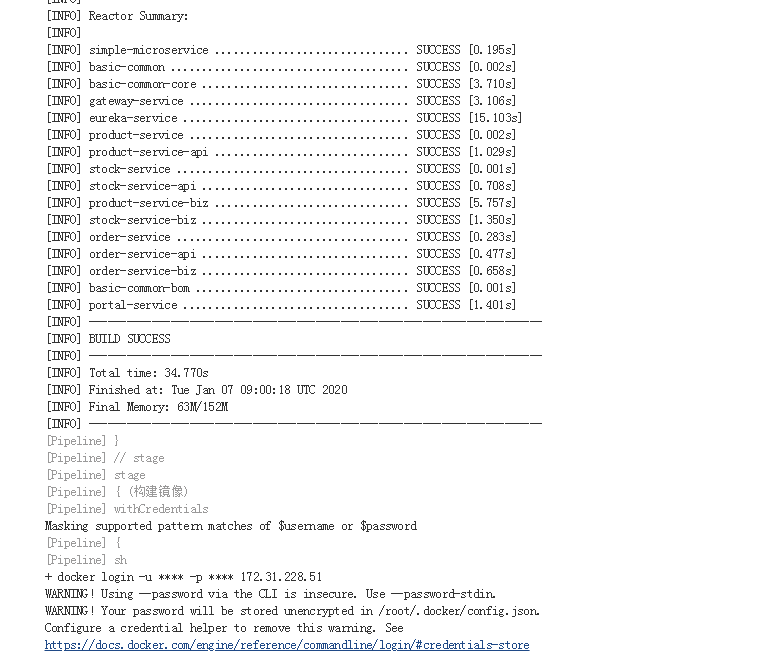 [INFO]
[INFO] Reactor Summary:
[INFO]
[INFO] simple-microservice ................................ SUCCESS [0.195s]
[INFO] basic-common ....................................... SUCCESS [0.002s]
[INFO] basic-common-core .................................. SUCCESS [3.710s]
[INFO] gateway-service .................................... SUCCESS [3.106s]
[INFO] eureka-service ..................................... SUCCESS [15.103s]
[INFO] product-service .................................... SUCCESS [0.002s]
[INFO] product-service-api ................................ SUCCESS [1.029s]
[INFO] stock-service ...................................... SUCCESS [0.001s]
[INFO] stock-service-api .................................. SUCCESS [0.708s]
[INFO] product-service-biz ................................ SUCCESS [5.757s]
[INFO] stock-service-biz .................................. SUCCESS [1.350s]
[INFO] order-service ...................................... SUCCESS [0.283s]
[INFO] order-service-api .................................. SUCCESS [0.477s]
[INFO] order-service-biz .................................. SUCCESS [0.658s]
[INFO] basic-common-bom ................................... SUCCESS [0.001s]
[INFO] portal-service ..................................... SUCCESS [1.401s]
[INFO] ------------------------------------------------------------------------
[INFO] BUILD SUCCESS
[INFO] ------------------------------------------------------------------------
[INFO] Total time: 34.770s
[INFO] Finished at: Tue Jan 07 09:00:18 UTC 2020
[INFO] Final Memory: 63M/152M
[INFO] ------------------------------------------------------------------------
[Pipeline] }
[Pipeline] // stage
[Pipeline] stage
[Pipeline] { (构建镜像)
[Pipeline] withCredentials
Masking supported pattern matches of $username or $password
[Pipeline] {
[Pipeline] sh
+ docker login -u **** -p **** 172.31.228.51
WARNING! Using --password via the CLI is insecure. Use --password-stdin.
WARNING! Your password will be stored unencrypted in /root/.docker/config.json.
Configure a credential helper to remove this warning. See
https://docs.docker.com/engine/reference/commandline/login/#credentials-store